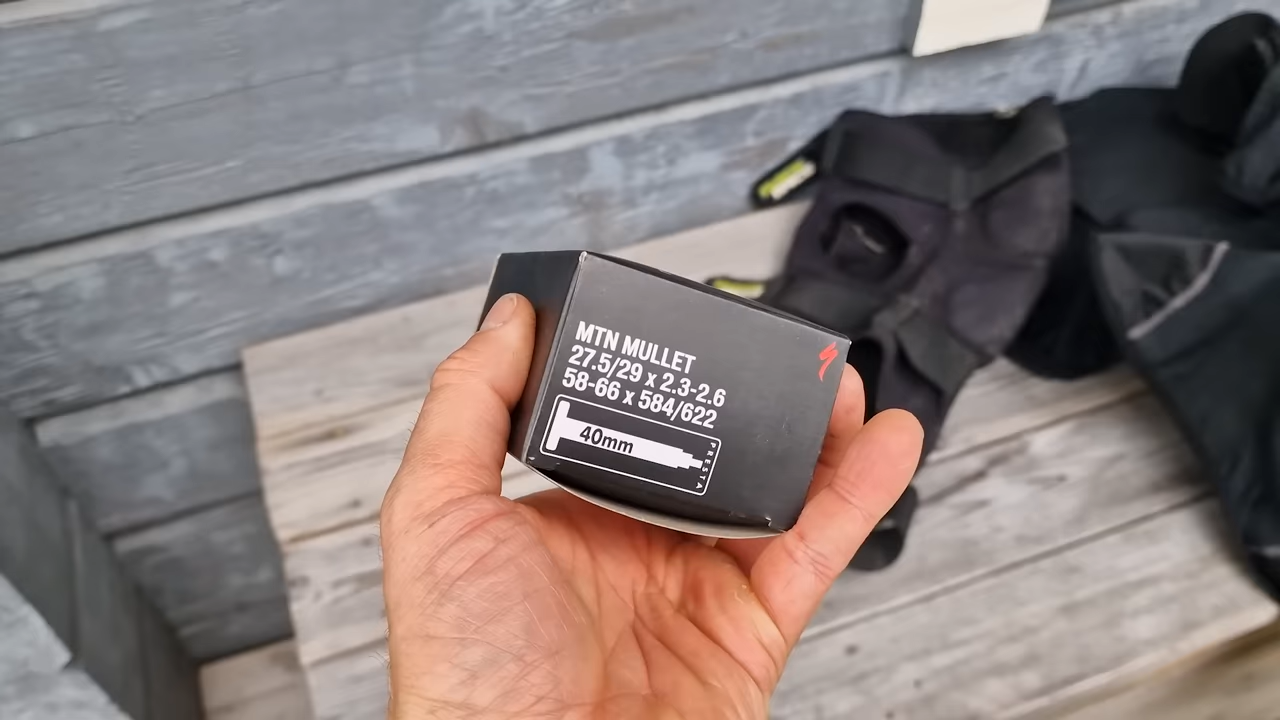 MTN MULLET
27.5/29 x 2.3-2.6
58-66 x 584/622
40mm
PRESTA